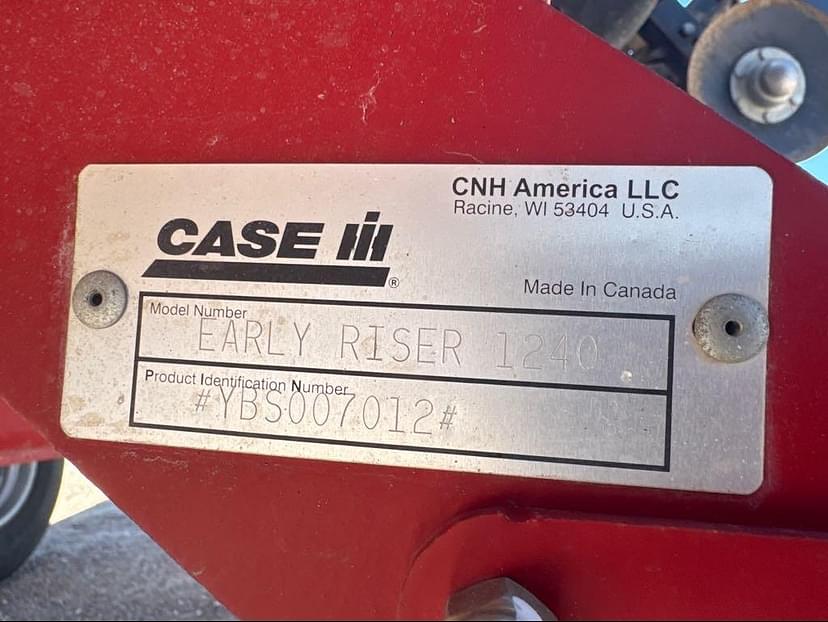 CNH America LLC
Racine, WI 53404 U.S.A.
CASE IH
®
Made In Canada
Model Number
EARLY RISER 1240
Product Identification Number
#YBS007012#